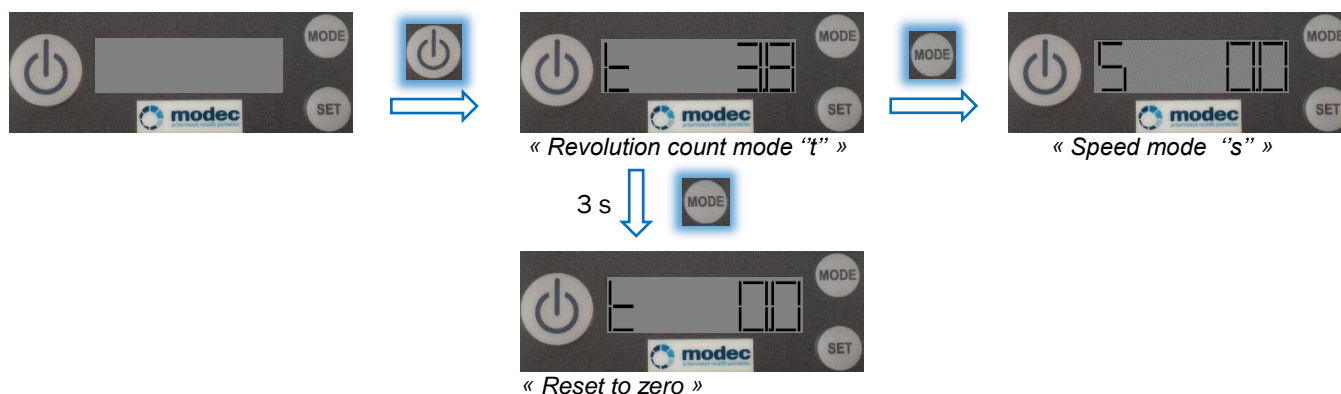 MODE
SET
modec
t
MODE
SET
modec
MODE
S 00
MODE
SET
modec
« Revolution count mode ‘’t’’ »
« Speed mode ‘’s’’ »
3 s
MODE
t 00
MODE
SET
modec
« Reset to zero »